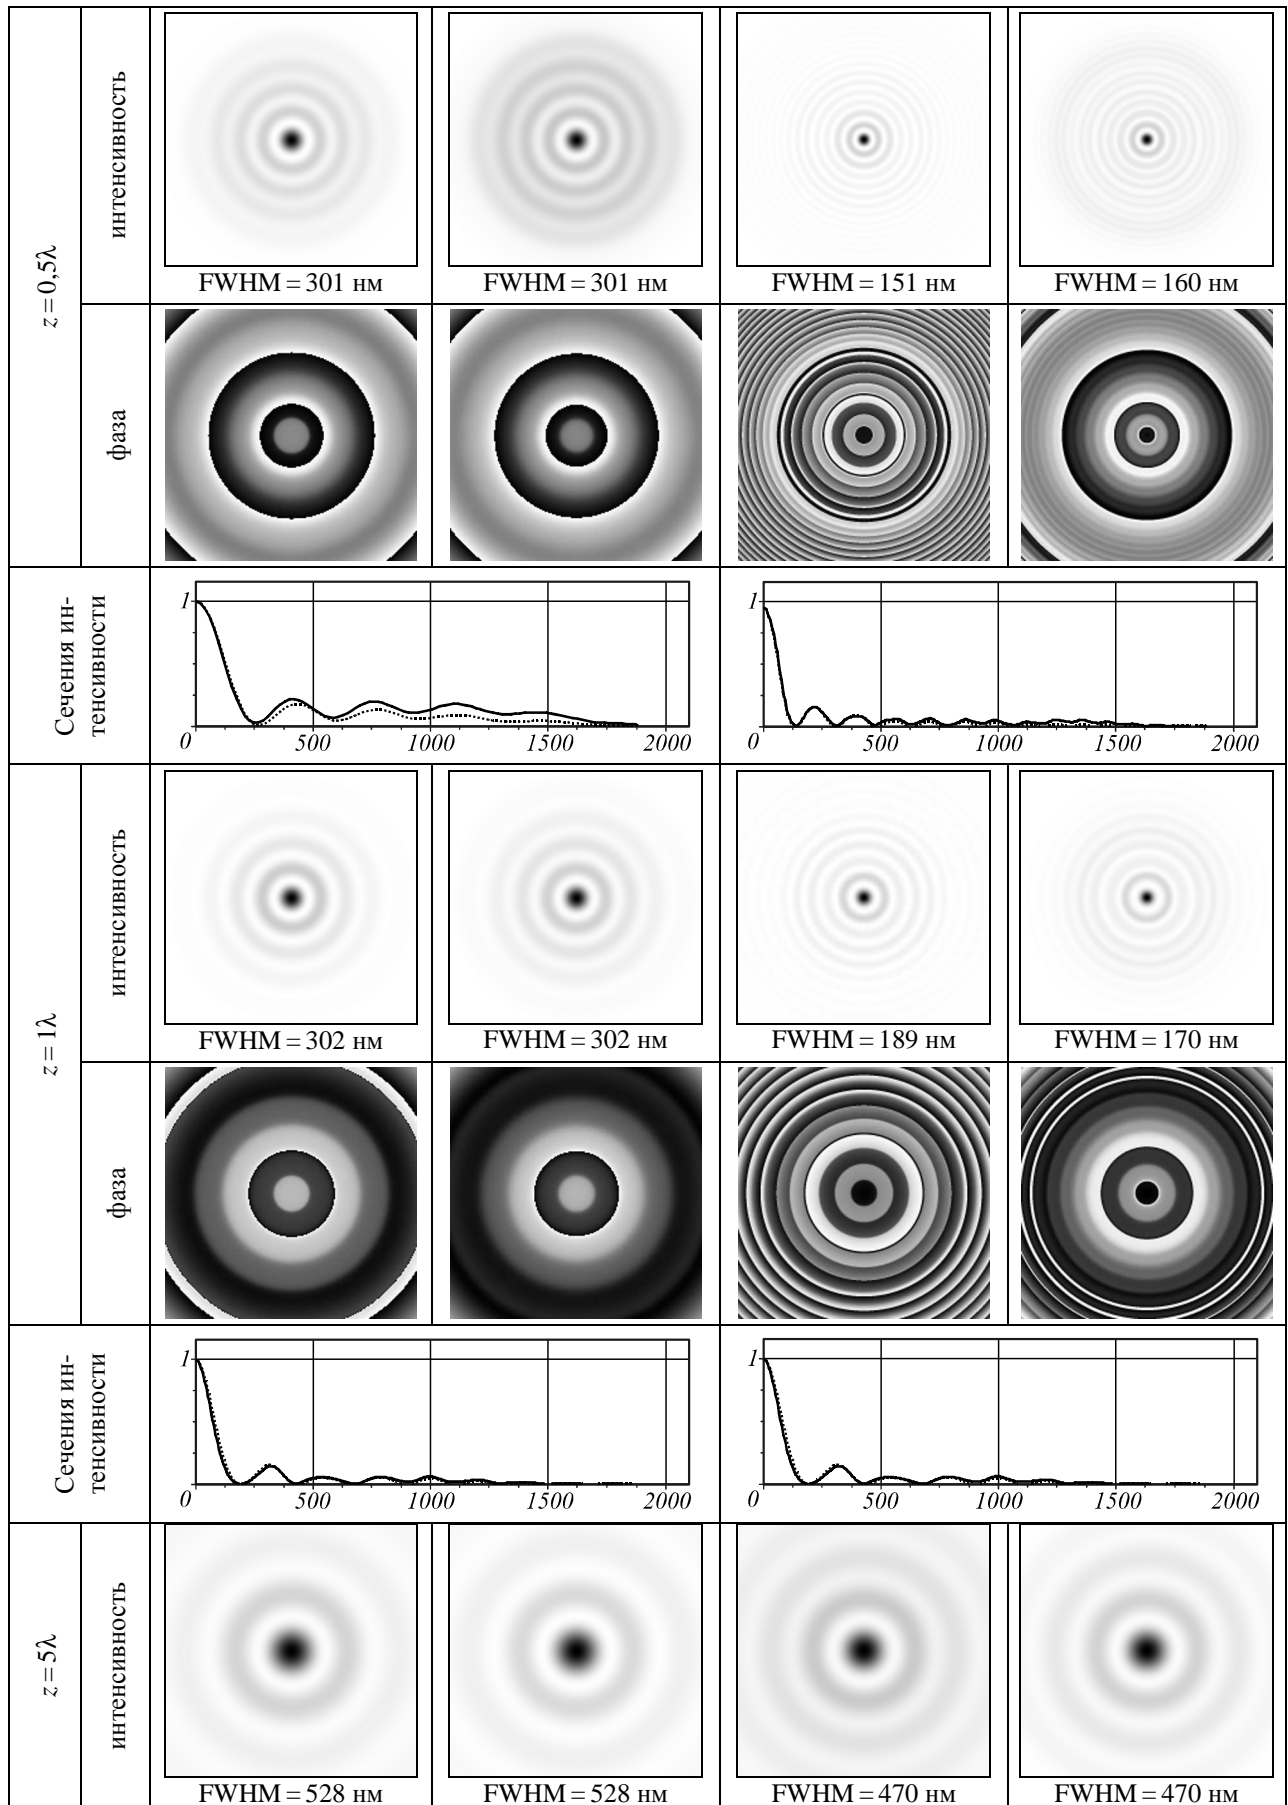 z = 0,5λ
интенсивность
FWHM = 301 нм
FWHM = 301 нм
FWHM = 151 нм
FWHM = 160 нм
фаза
Сечения ин-
тенсивности
1
0 500 1000 1500 2000
1
0 500 1000 1500 2000
z = 1λ
интенсивность
FWHM = 302 нм
FWHM = 302 нм
FWHM = 189 нм
FWHM = 170 нм
фаза
Сечения ин-
тенсивности
1
0 500 1000 1500 2000
1
0 500 1000 1500 2000
z = 5λ
интенсивность
FWHM = 528 нм
FWHM = 528 нм
FWHM = 470 нм
FWHM = 470 нм